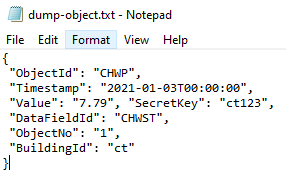 dump-object.txt - Notepad
File Edit Format View Help
{
"ObjectId": "CHWP",
"Timestamp": "2021-01-03T00:00:00",
"Value": "7.79", "SecretKey": "ct123",
"DataFieldId": "CHWST",
"ObjectNo": "1",
"BuildingId": "ct"
}